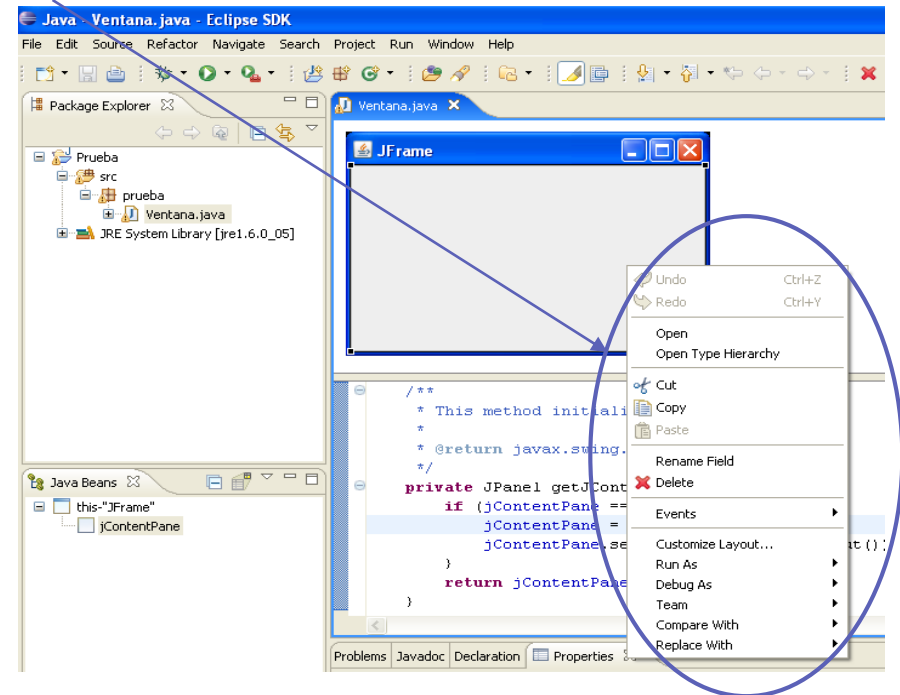 Java - Ventana.java - Eclipse SDK
File Edit Source Refactor Navigate Search Project Run Window Help
Package Explorer
Prueba
src
prueba
Ventana.java
JRE System Library [jre1.6.0_05]
Java Beans
this-"JFrame"
jContentPane
Ventana.java
JFrame
/**
* This method initiali
*
* @return javax.swing.
*/
private JPanel getJCont
if (jContentPane ==
jContentPane =
jContentPane.se ut());
}
return jContentPane
}
Undo Ctrl+Z
Redo Ctrl+Y
Open
Open Type Hierarchy
Cut
Copy
Paste
Rename Field
Delete
Events
Customize Layout...
Run As
Debug As
Team
Compare With
Replace With
Problems Javadoc Declaration Properties